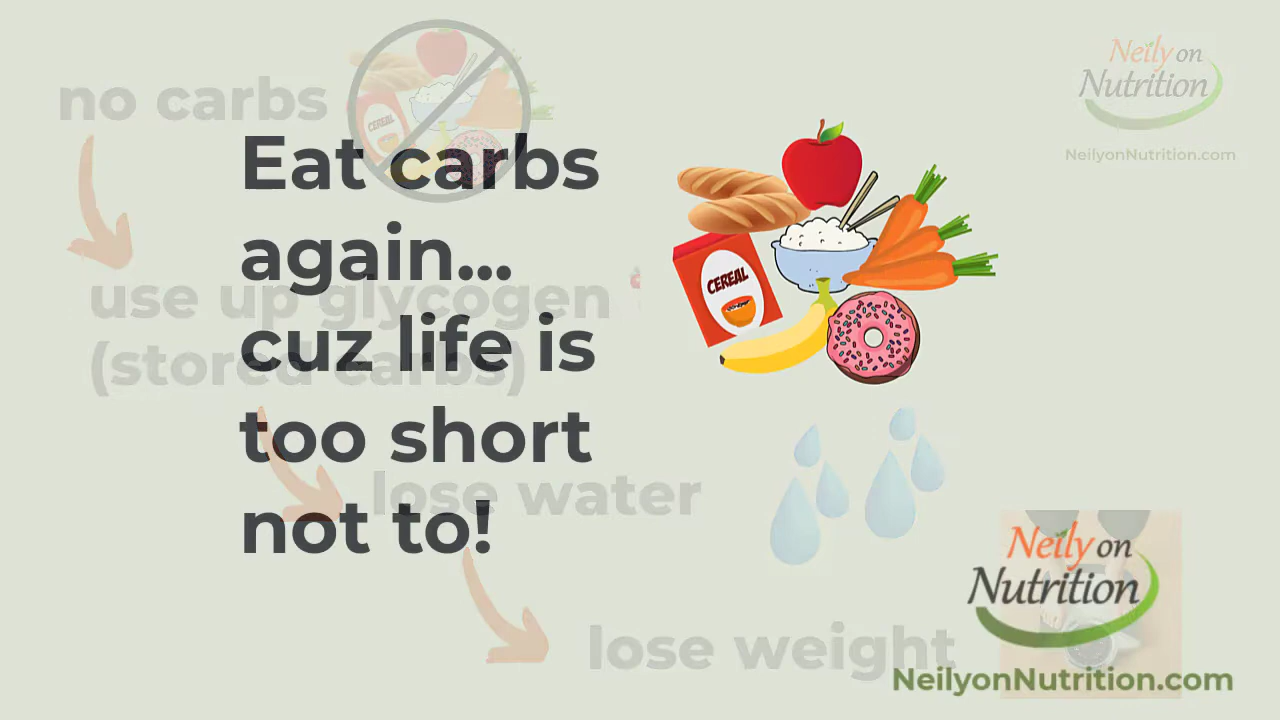 no carbs
Eat carbs
again...
cuz life is
too short
not to!
use up glycogen
(stored carbs)
lose water
lose weight
CEREAL
CEREAL
Neily on
Nutrition
NeilyonNutrition.com
Neily on
Nutrition
NeilyonNutrition.com